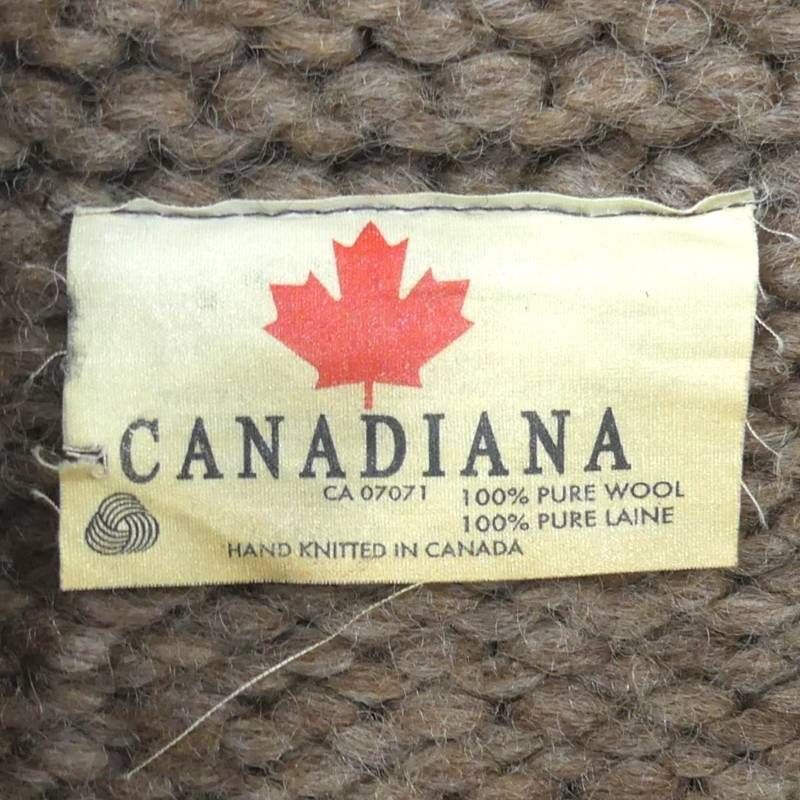 CANADIANA
CA 07071
100% PURE WOOL
100% PURE LAINE
HAND KNITTED IN CANADA